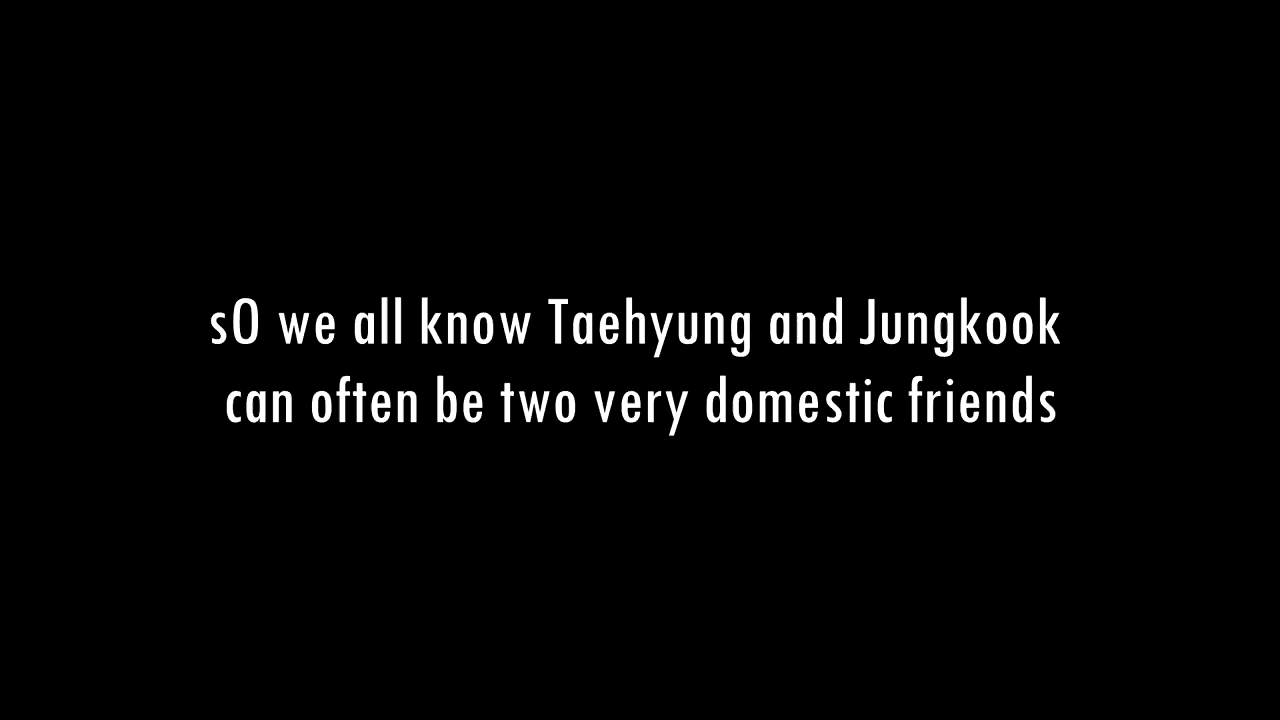 sO we all know Taehyung and Jungkook
can often be two very domestic friends